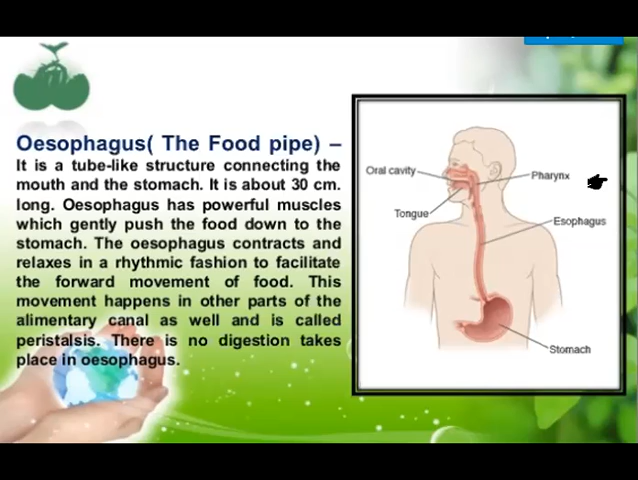 Oesophagus( The Food pipe) –
It is a tube-like structure connecting the
mouth and the stomach. It is about 30 cm.
long. Oesophagus has powerful muscles
which gently push the food down to the
stomach. The oesophagus contracts and
relaxes in a rhythmic fashion to facilitate
the forward movement of food. This
movement happens in other parts of the
alimentary canal as well and is called
peristalsis. There is no digestion takes
place in oesophagus.
Oral cavity
Pharynx
Tongue
Esophagus
Stomach